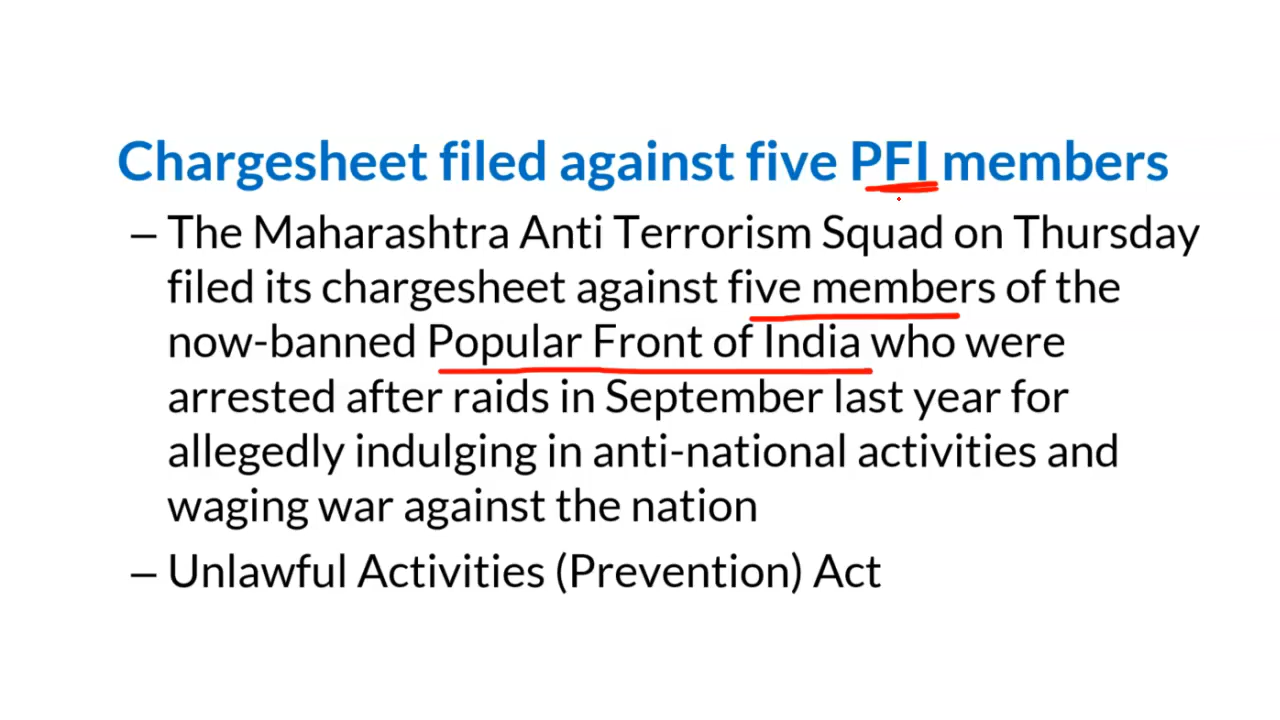 Chargesheet filed against five PFI members
– The Maharashtra Anti Terrorism Squad on Thursday
filed its chargesheet against five members of the
now-banned Popular Front of India who were
arrested after raids in September last year for
allegedly indulging in anti-national activities and
waging war against the nation
– Unlawful Activities (Prevention) Act